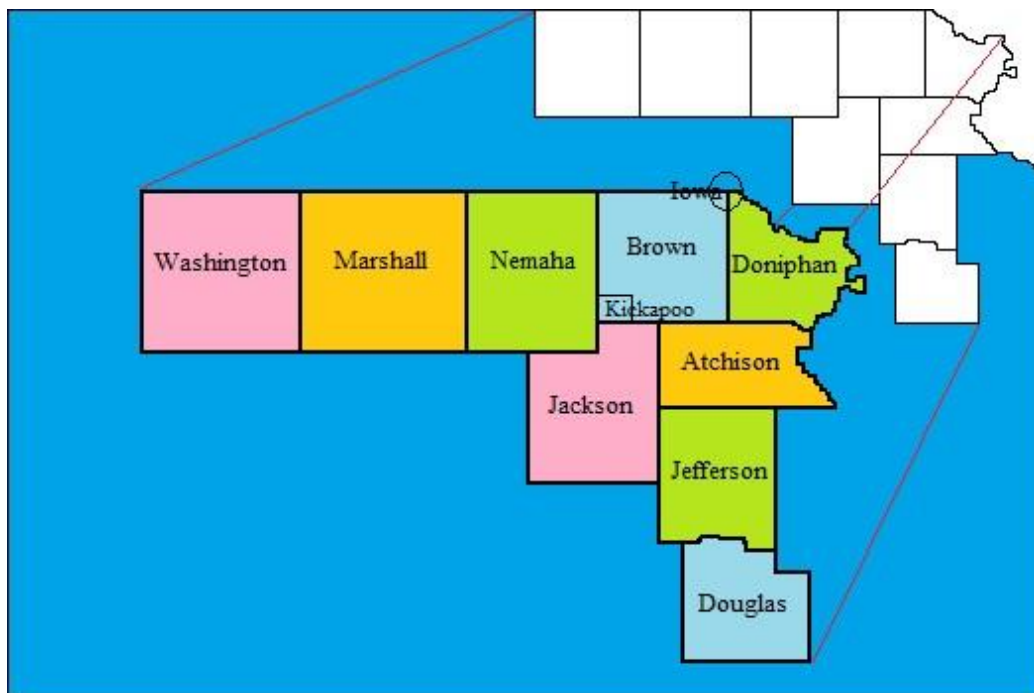 Iowa
Washington
Marshall
Nemaha
Brown
Doniphan
Kickapoo
Atchison
Jackson
Jefferson
Douglas